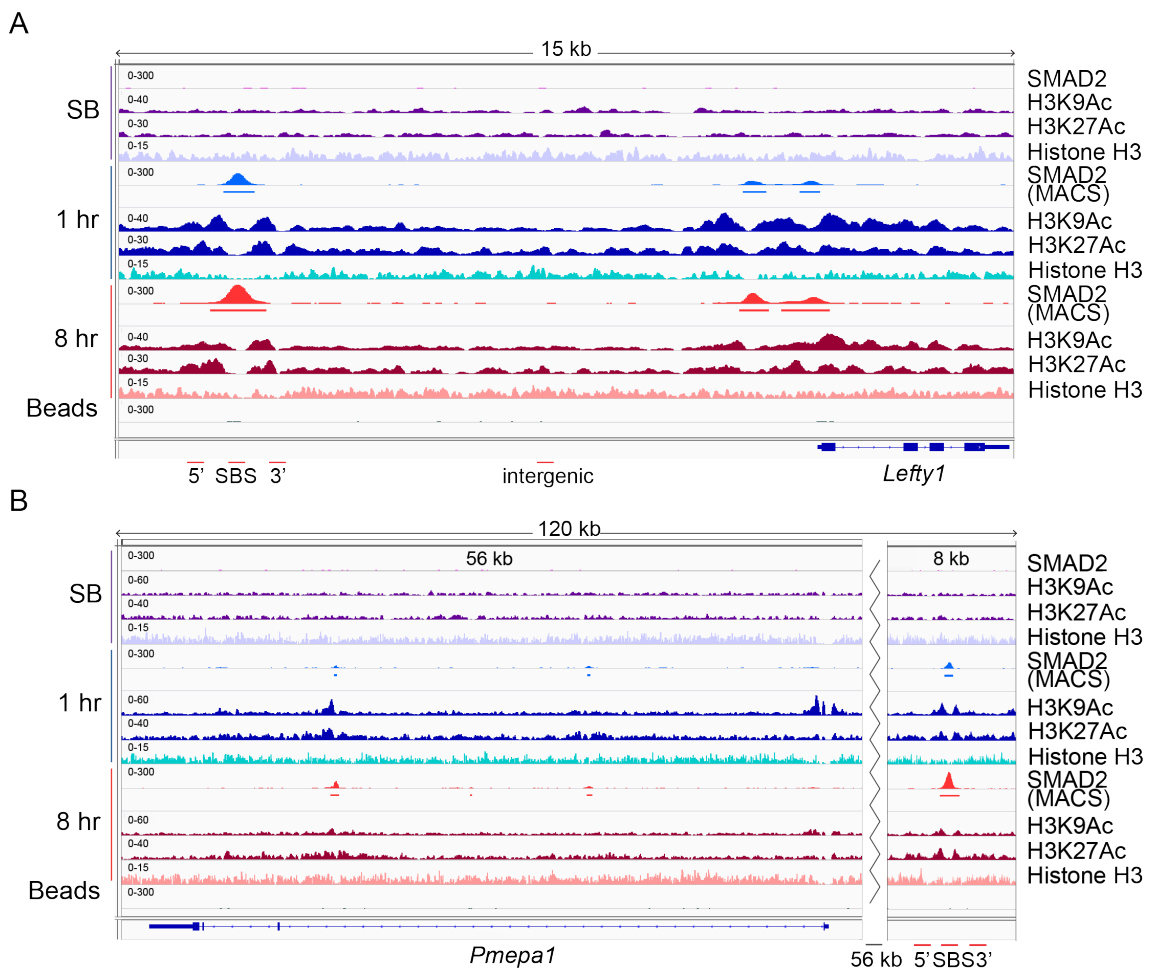 A
15 kb
SB
0-300 SMAD2
0-40 H3K9Ac
0-30 H3K27Ac
0-15 Histone H3
1 hr
0-300 SMAD2
(MACS)
0-40 H3K9Ac
0-30 H3K27Ac
0-15 Histone H3
8 hr
0-300 SMAD2
(MACS)
0-40 H3K9Ac
0-30 H3K27Ac
0-15 Histone H3
Beads 0-300
5’ SBS 3’ intergenic Lefty1
B
120 kb
56 kb 8 kb
SB
0-300 SMAD2
0-60 H3K9Ac
0-40 H3K27Ac
0-15 Histone H3
1 hr
0-300 SMAD2
(MACS)
0-60 H3K9Ac
0-40 H3K27Ac
0-15 Histone H3
8 hr
0-300 SMAD2
(MACS)
0-60 H3K9Ac
0-40 H3K27Ac
0-15 Histone H3
Beads 0-300
Pmepa1 56 kb 5’ SBS 3’